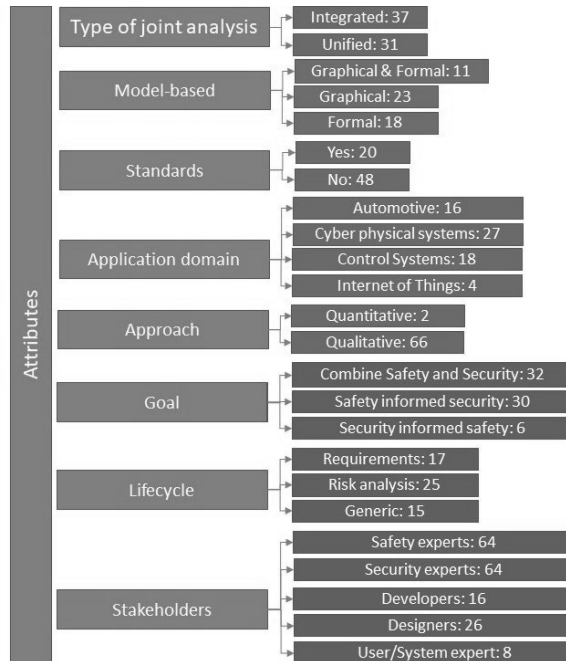 Attributes
Type of joint analysis
Integrated: 37
Unified: 31
Model-based
Graphical & Formal: 11
Graphical: 23
Formal: 18
Standards
Yes: 20
No: 48
Application domain
Automotive: 16
Cyber physical systems: 27
Control Systems: 18
Internet of Things: 4
Approach
Quantitative: 2
Qualitative: 66
Goal
Combine Safety and Security: 32
Safety informed security: 30
Security informed safety: 6
Lifecycle
Requirements: 17
Risk analysis: 25
Generic: 15
Stakeholders
Safety experts: 64
Security experts: 64
Developers: 16
Designers: 26
User/System expert: 8